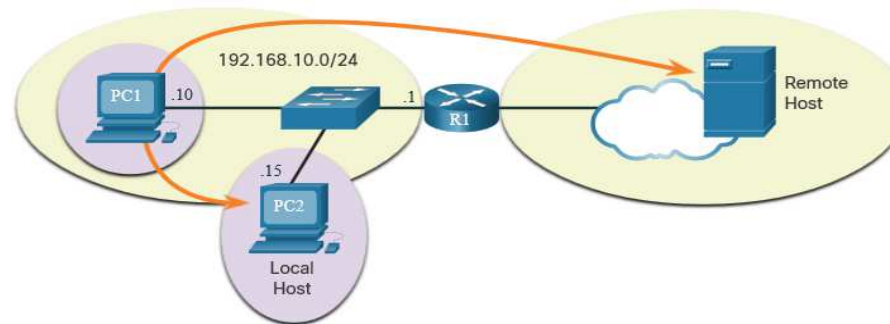 192.168.10.0/24
PC1
.10
.1
R1
Remote
Host
.15
PC2
Local
Host